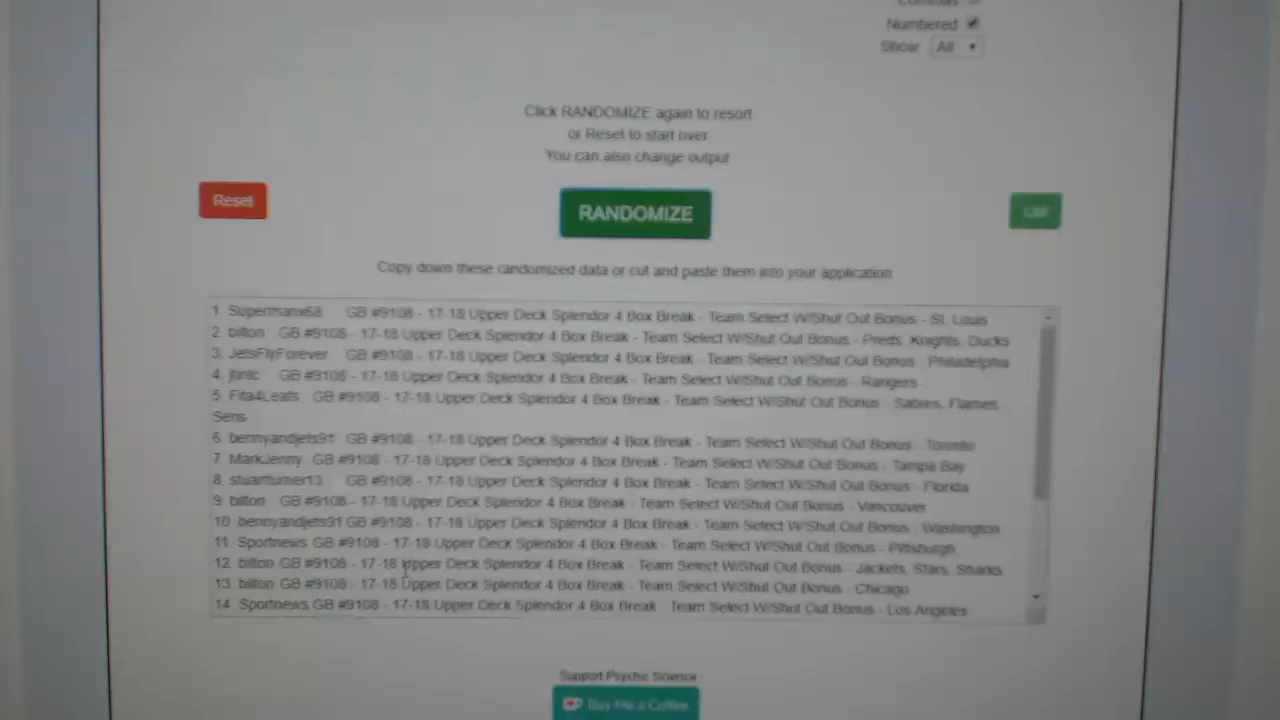 Commas
Numbered
Show All
Click RANDOMIZE again to resort
or Reset to start over
You can also change output
Reset
RANDOMIZE
List
Copy down these randomized data or cut and paste them into your application
1 Supermanx68 GB #9108 - 17-18 Upper Deck Splendor 4 Box Break - Team Select W/Shut Out Bonus - St. Louis
2 bilton GB #9108 - 17-18 Upper Deck Splendor 4 Box Break - Team Select W/Shut Out Bonus - Preds, Knights, Ducks
3. JetsFlyForever GB #9108 - 17-18 Upper Deck Splendor 4 Box Break - Team Select W/Shut Out Bonus - Philadelphia
4. GB #9108 - 17-18 Upper Deck Splendor 4 Box Break - Team Select W/Shut Out Bonus - Rangers
5 Fita4Leafs GB #9108 - 17-18 Upper Deck Splendor 4 Box Break - Team Select W/Shut Out Bonus - Sabres, Flames,
Sens
6 bennyandjets91 GB #9108 - 17-18 Upper Deck Splendor 4 Box Break - Team Select W/Shut Out Bonus - Toronto
7 MarkJenny GB #9108 - 17-18 Upper Deck Splendor 4 Box Break - Team Select W/Shut Out Bonus - Tampa Bay
8 stuartturner13 GB #9108 - 17-18 Upper Deck Splendor 4 Box Break - Team Select W/Shut Out Bonus - Florida
9 bilton GB #9108 - 17-18 Upper Deck Splendor 4 Box Break - Team Select W/Shut Out Bonus - Vancouver
10 bennyandjets91 GB #9108 - 17-18 Upper Deck Splendor 4 Box Break - Team Select W/Shut Out Bonus - Washington
11 Sportnews GB #9108 - 17-18 Upper Deck Splendor 4 Box Break - Team Select W/Shut Out Bonus - Pittsburgh
12 bilton GB #9108 - 17-18 Upper Deck Splendor 4 Box Break - Team Select W/Shut Out Bonus - Jackets, Stars, Sharks
13 bilton GB #9108 - 17-18 Upper Deck Splendor 4 Box Break - Team Select W/Shut Out Bonus - Chicago
14 Sportnews GB #9108 - 17-18 Upper Deck Splendor 4 Box Break - Team Select W/Shut Out Bonus - Los Angeles
Support Psychic Science
Buy Me a Coffee